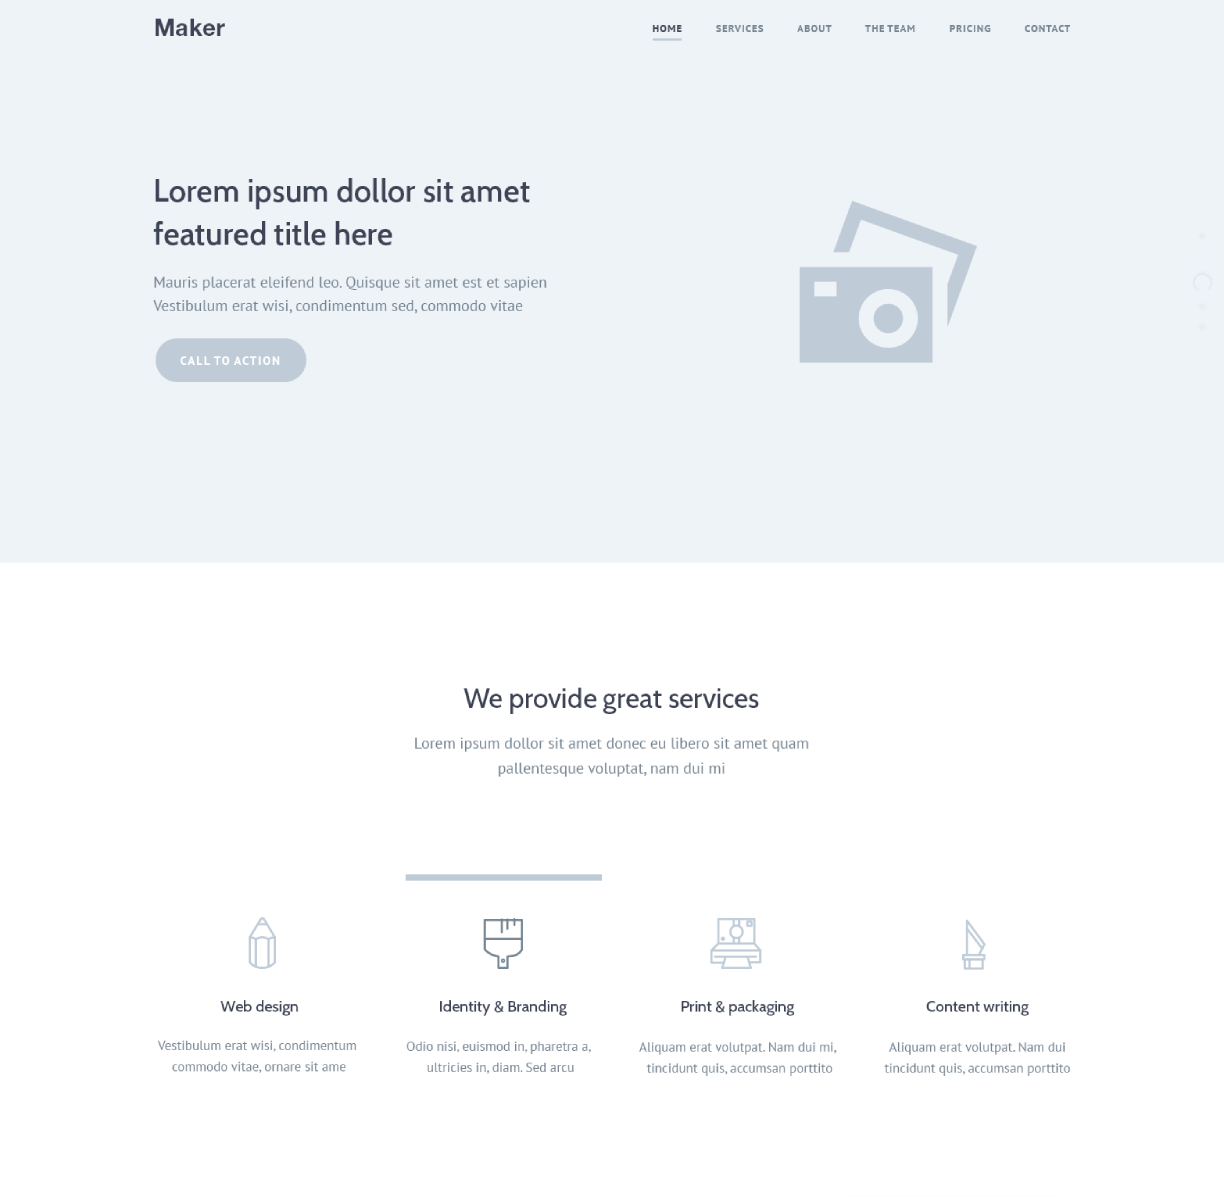 Maker
HOME SERVICES ABOUT THE TEAM PRICING CONTACT
Lorem ipsum dollor sit amet
featured title here
Mauris placerat eleifend leo. Quisque sit amet est et sapien
Vestibulum erat wisi, condimentum sed, commodo vitae
CALL TO ACTION
We provide great services
Lorem ipsum dollor sit amet donec eu libero sit amet quam
pallentesque voluptat, nam dui mi
Web design
Vestibulum erat wisi, condimentum
commodo vitae, ornare sit ame
Identity & Branding
Odio nisi, euismod in, pharetra a,
ultricies in, diam. Sed arcu
Print & packaging
Aliquam erat volutpat. Nam dui mi,
tincidunt quis, accumsan porttito
Content writing
Aliquam erat volutpat. Nam dui
tincidunt quis, accumsan porttito